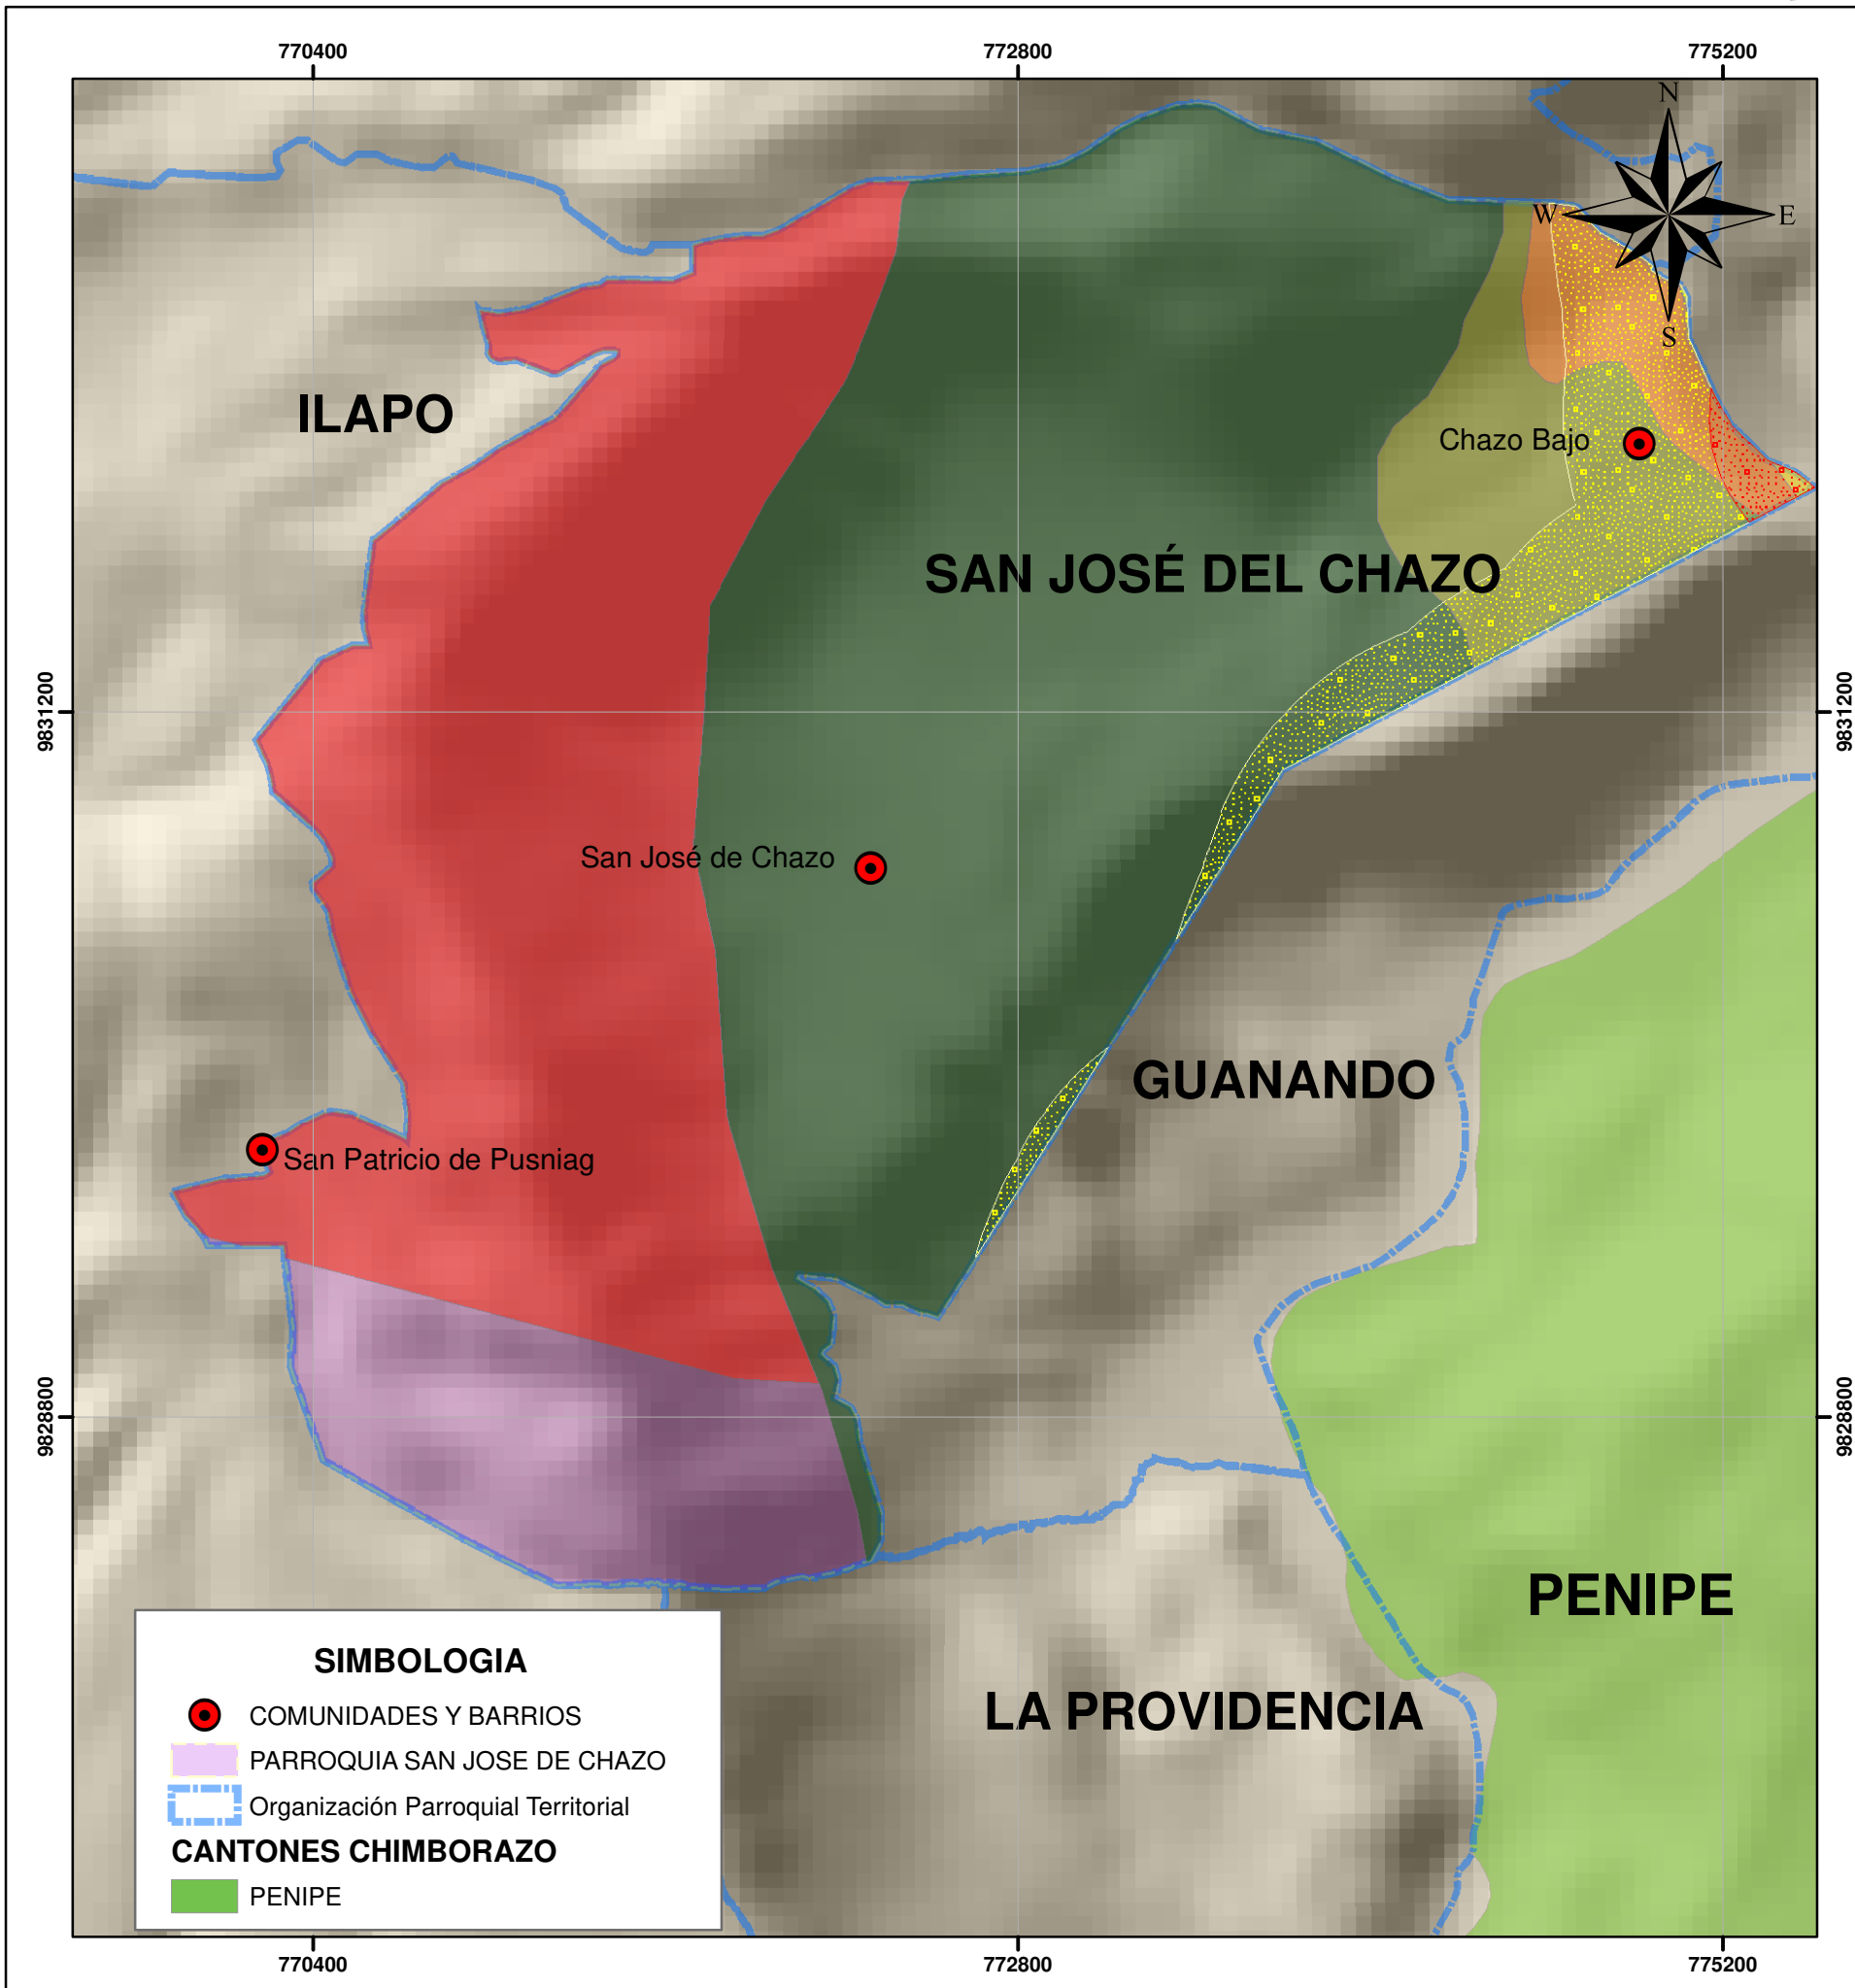 770400 772800 775200
N
W E
S
ILAPO
Chazo Bajo
SAN JOSÉ DEL CHAZO
9831200 9831200
San José de Chazo
GUANANDO
San Patricio de Pusniag
9828800 9828800
PENIPE
LA PROVIDENCIA
SIMBOLOGIA
COMUNIDADES Y BARRIOS
PARROQUIA SAN JOSE DE CHAZO
Organización Parroquial Territorial
CANTONES CHIMBORAZO
PENIPE
770400 772800 775200